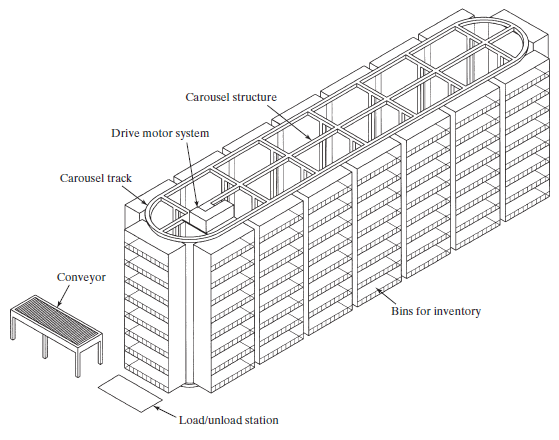 Carousel structure
Drive motor system
Carousel track
Conveyor
Bins for inventory
Load/unload station